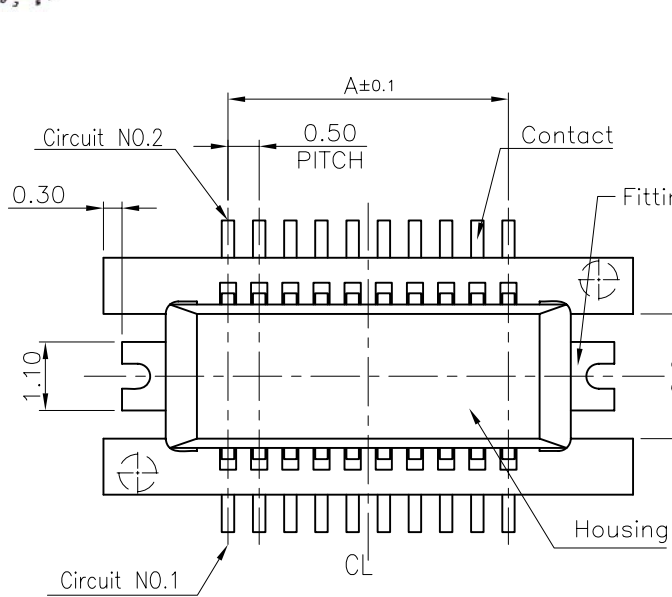 A±0.1
Circuit NO.2
0.50
PITCH
Contact
0.30
1.10
Housing
CL
Circuit NO.1